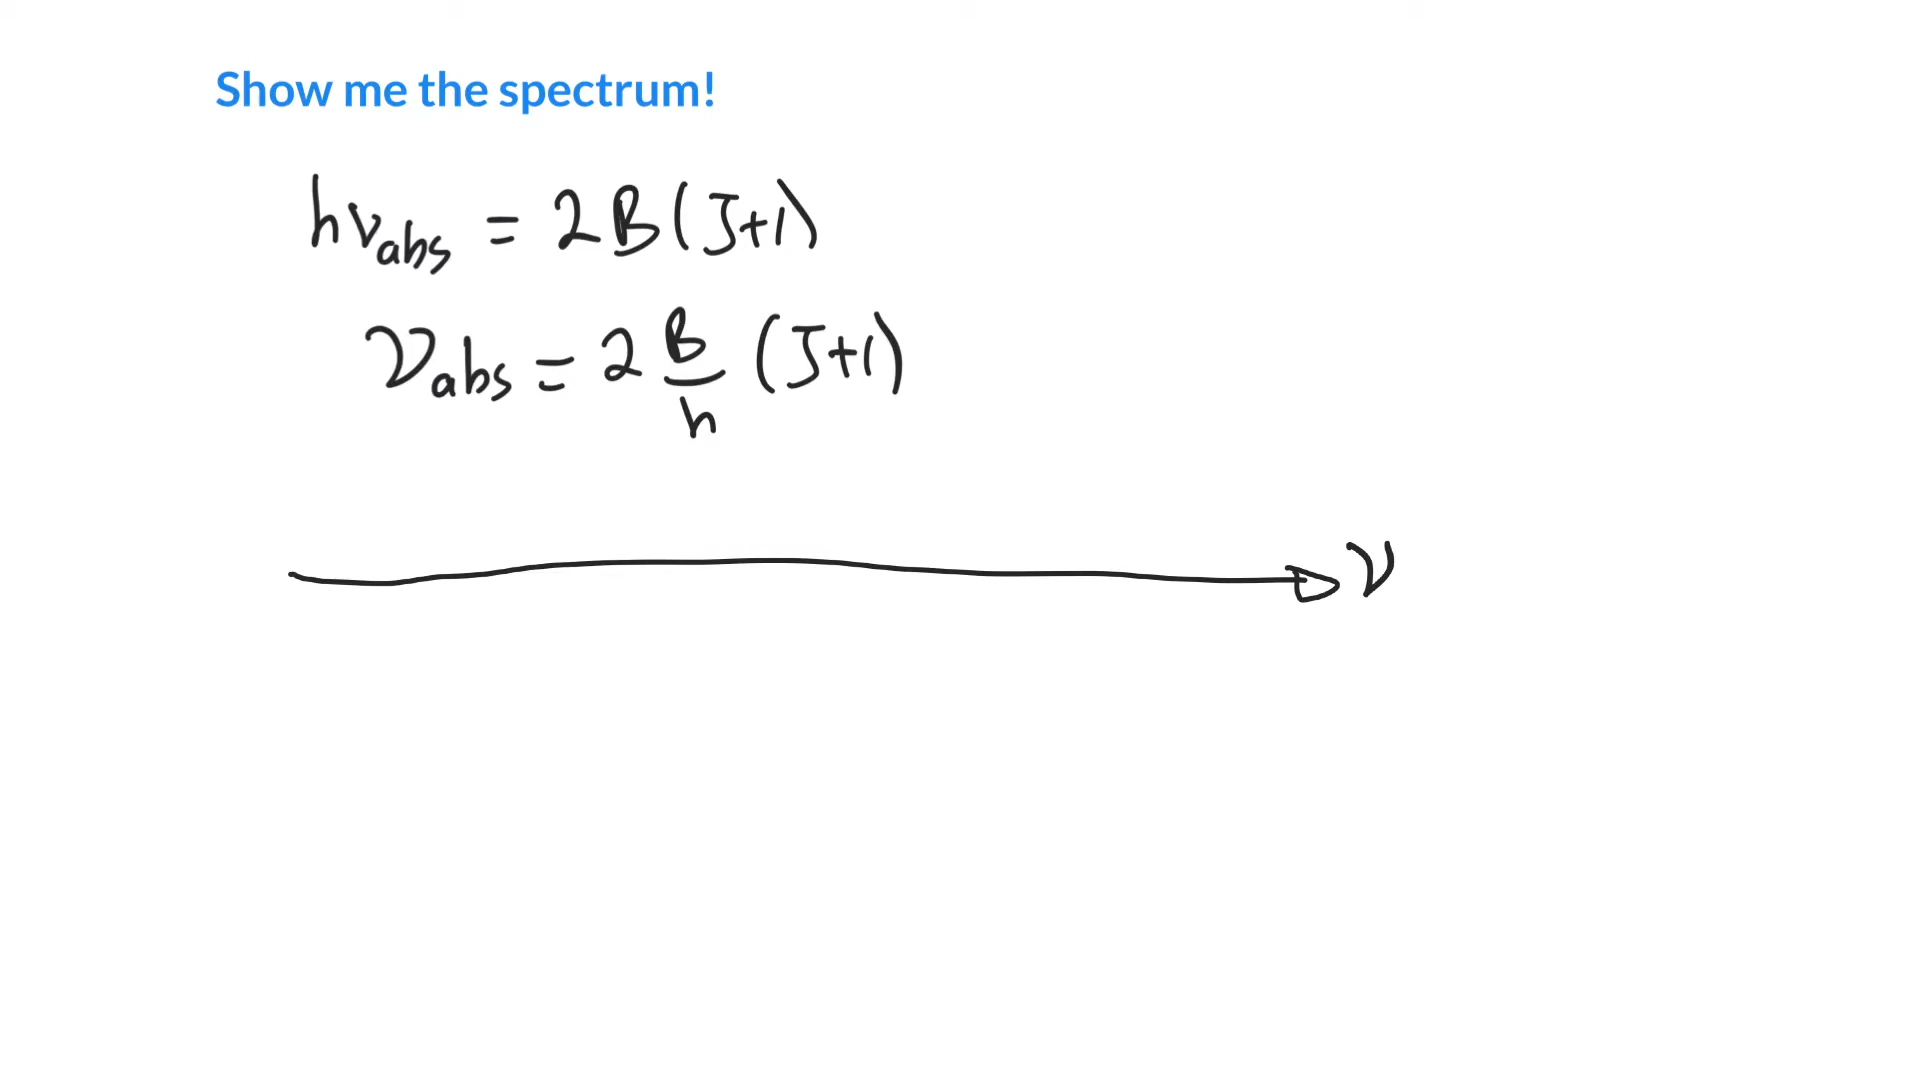 Show me the spectrum!
hν_abs = 2B(J+1)
ν_abs = 2 B/h (J+1)
ν